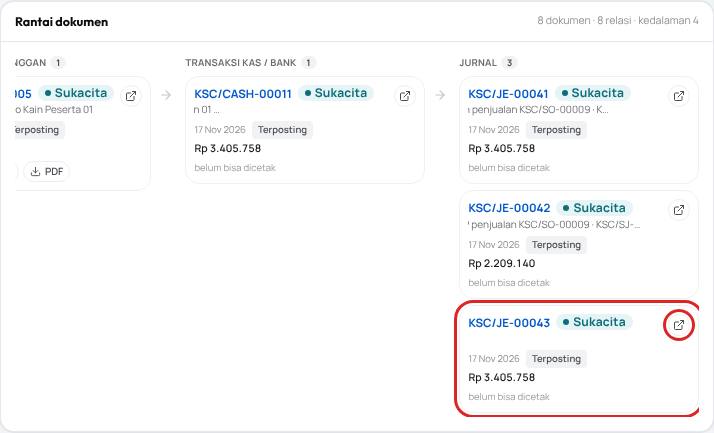 Rantai dokumen
8 dokumen · 8 relasi · kedalaman 4
NGGAN 1
005 Sukacita
o Kain Peserta 01
Terposting
PDF
TRANSAKSI KAS / BANK 1
KSC/CASH-00011 Sukacita
n 01 ...
17 Nov 2026 Terposting
Rp 3.405.758
belum bisa dicetak
JURNAL 3
KSC/JE-00041 Sukacita
penjualan KSC/SO-00009 · K...
17 Nov 2026 Terposting
Rp 3.405.758
belum bisa dicetak
KSC/JE-00042 Sukacita
penjualan KSC/SO-00009 · KSC/SJ-...
17 Nov 2026 Terposting
Rp 2.209.140
belum bisa dicetak
KSC/JE-00043 Sukacita
17 Nov 2026 Terposting
Rp 3.405.758
belum bisa dicetak